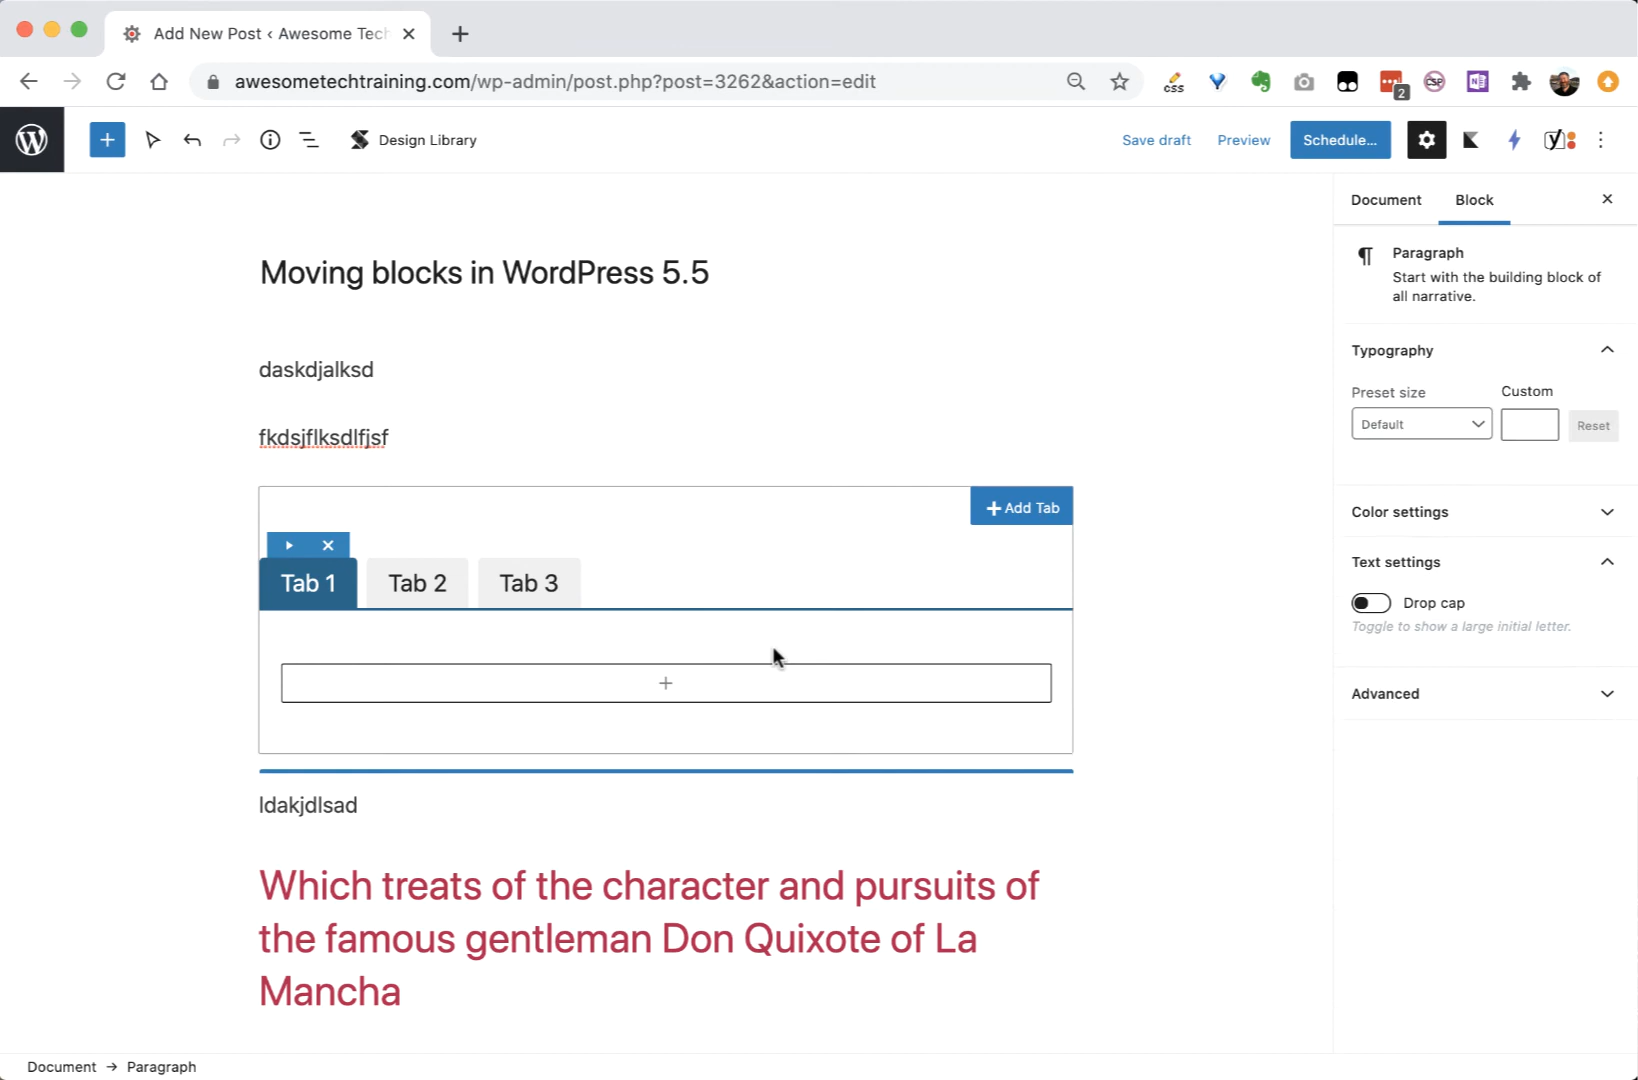 Add New Post ‹ Awesome Tech
awesometechtraining.com/wp-admin/post.php?post=3262&action=edit
css
2
CSP
N
Design Library
Save draft
Preview
Schedule...
Document
Block
Paragraph
Start with the building block of
all narrative.
Moving blocks in WordPress 5.5
Typography
Preset size
Custom
Default
Reset
daskdjalksd
fkdsjflksdlfjsf
Add Tab
Color settings
Tab 1
Tab 2
Tab 3
Text settings
Drop cap
Toggle to show a large initial letter.
Advanced
ldakjdlsad
Which treats of the character and pursuits of
the famous gentleman Don Quixote of La
Mancha
Document → Paragraph